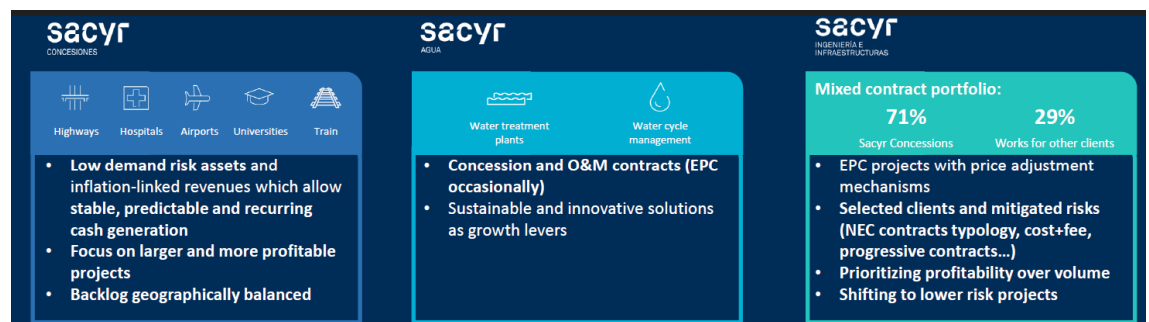 sacyr
CONCESIONES
Highways Hospitals Airports Universities Train
• Low demand risk assets and
inflation-linked revenues which allow
stable, predictable and recurring
cash generation
• Focus on larger and more profitable
projects
• Backlog geographically balanced
sacyr
AGUA
Water treatment
plants
Water cycle
management
• Concession and O&M contracts (EPC
occasionally)
• Sustainable and innovative solutions
as growth levers
sacyr
INGENIERÍA E
INFRAESTRUCTURAS
Mixed contract portfolio:
71% 29%
Sacyr Concessions Works for other clients
• EPC projects with price adjustment
mechanisms
• Selected clients and mitigated risks
(NEC contracts typology, cost+fee,
progressive contracts…)
• Prioritizing profitability over volume
• Shifting to lower risk projects